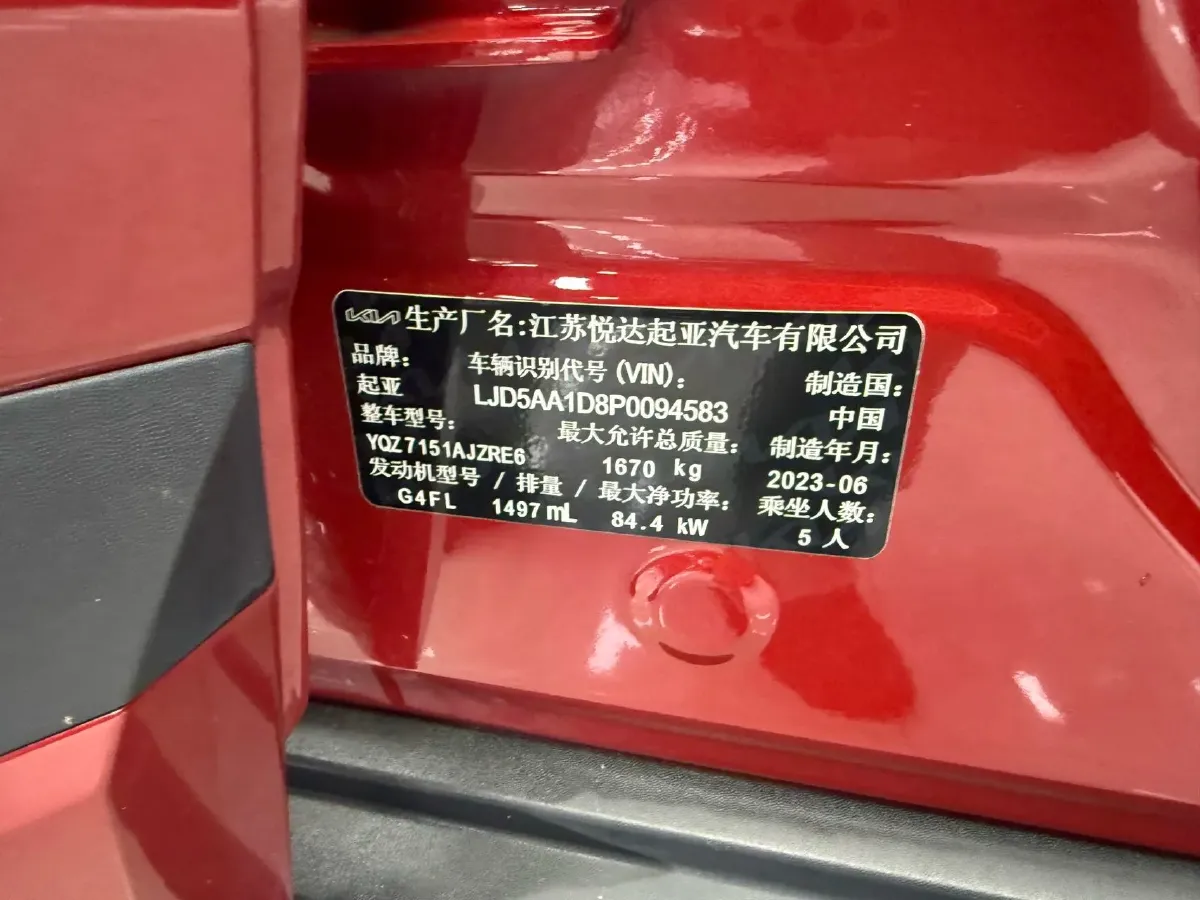 KIA 生产厂名:江苏悦达起亚汽车有限公司
品牌: 车辆识别代号(VIN): 制造国:
起亚 LJD5AA1D8P0094583 中国
整车型号: 最大允许总质量: 制造年月:
YQZ7151AJZRE6 1670 kg 2023-06
发动机型号 / 排量 / 最大净功率: 乘坐人数:
G4FL 1497 mL 84.4 kW 5 人